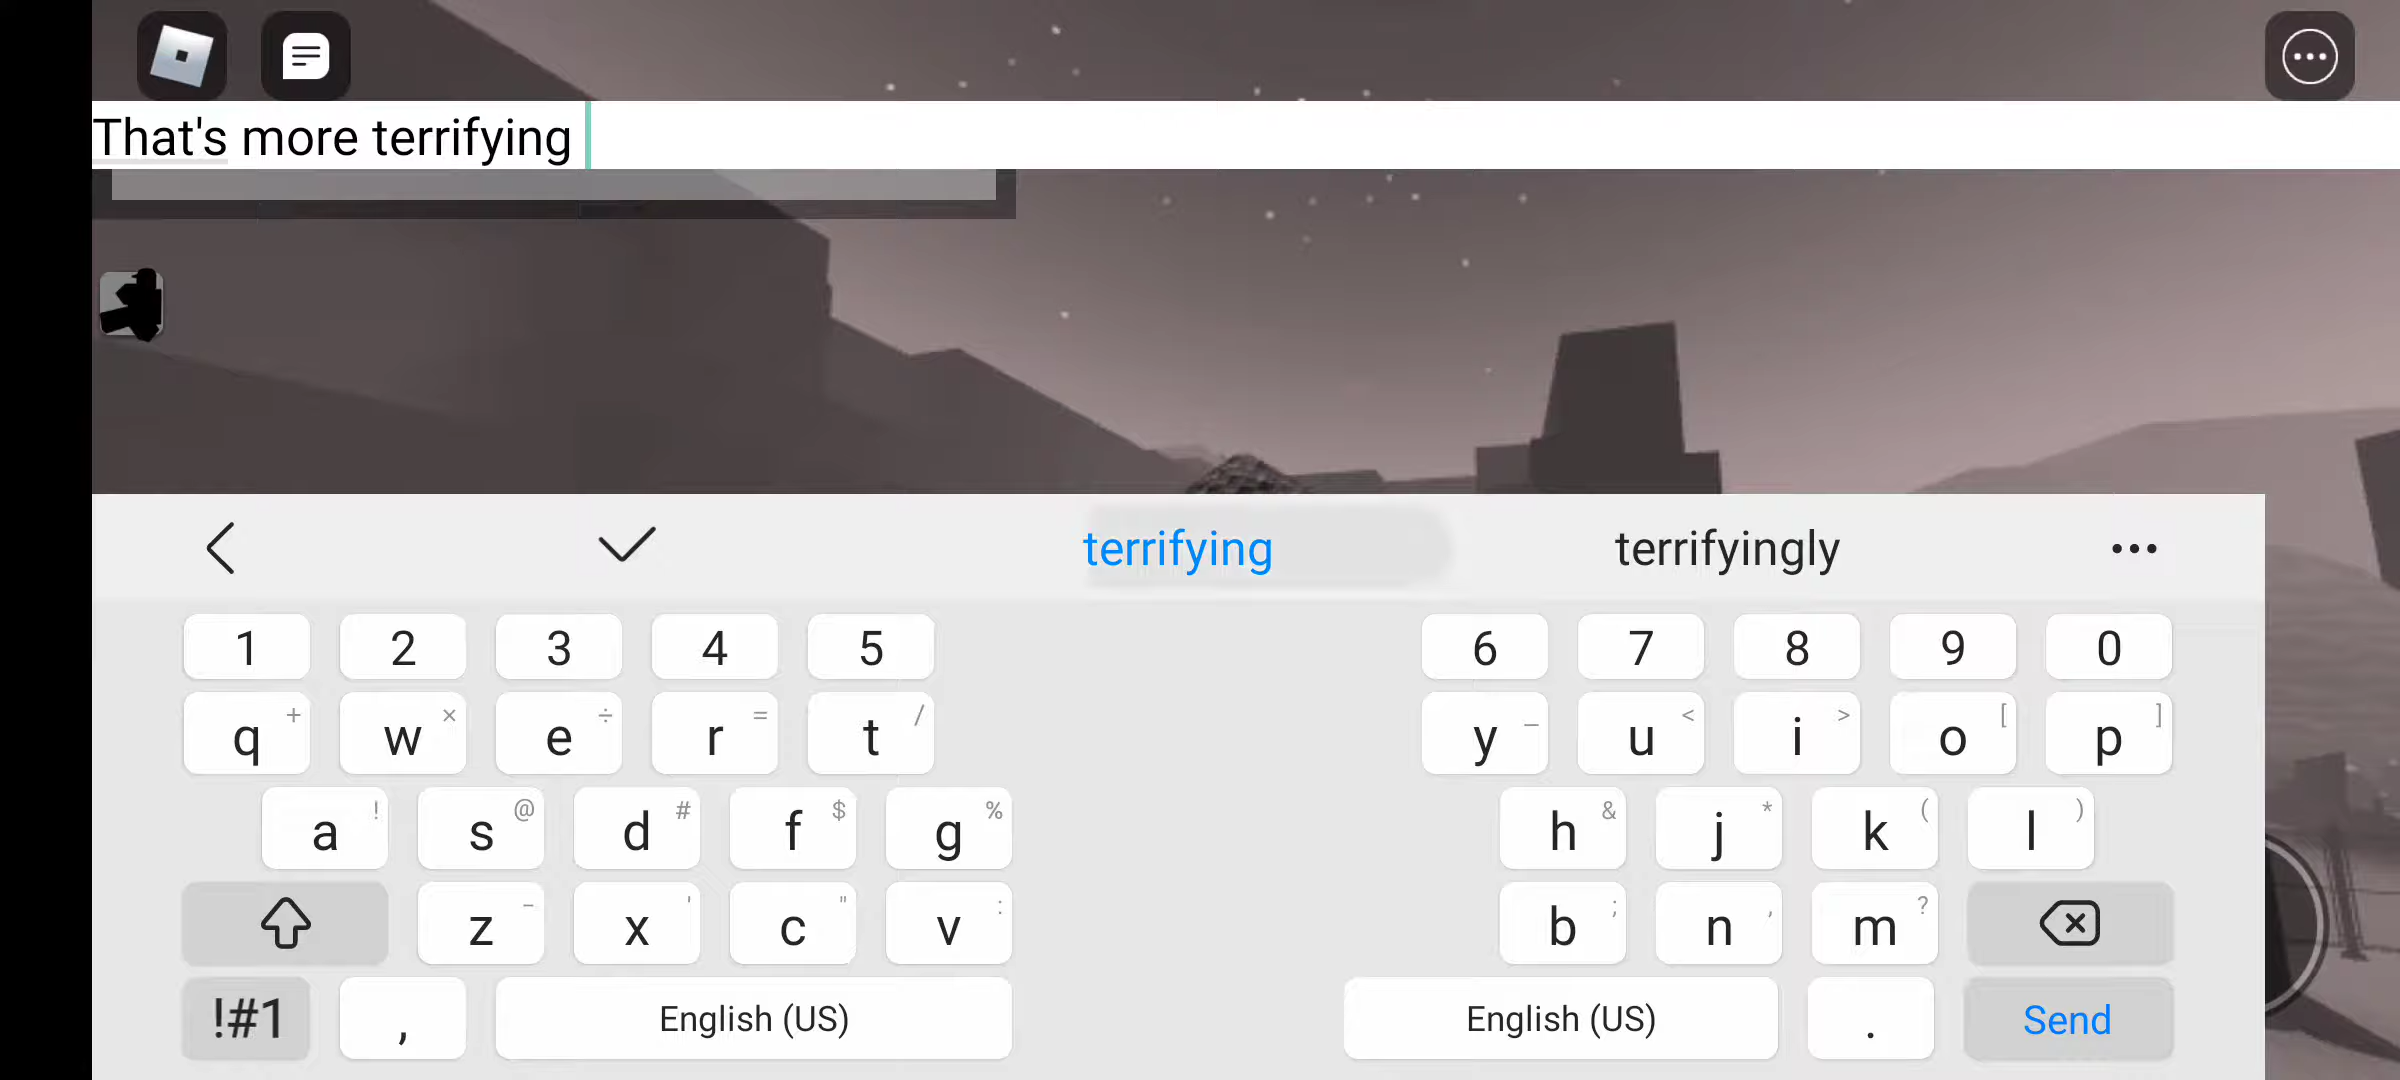 That's more terrifying
terrifying terrifyingly
1 2 3 4 5 6 7 8 9 0
q + w × e ÷ r = t / y _ u < i > o [ p ]
a ! s @ d # f $ g % h & j * k ( l )
z - x ' c " v : b ; n , m ?
!#1 , English (US) English (US) . Send